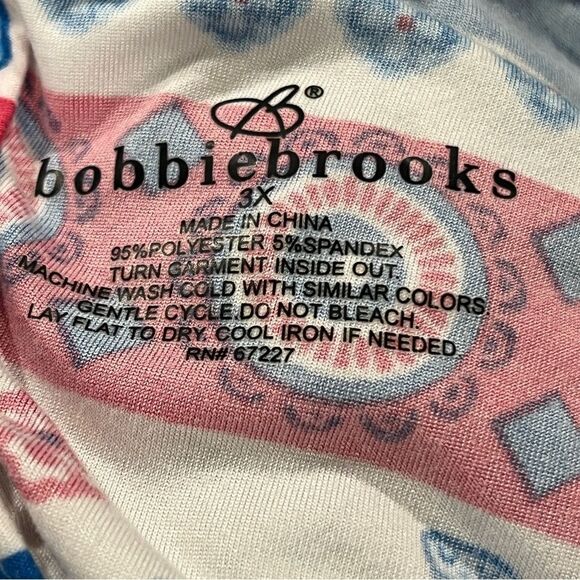 B®
bobbiebrooks
3X
MADE IN CHINA
95%POLYESTER 5%SPANDEX
TURN GARMENT INSIDE OUT
MACHINE WASH COLD WITH SIMILAR COLORS
GENTLE CYCLE.DO NOT BLEACH.
LAY FLAT TO DRY. COOL IRON IF NEEDED
RN# 67227